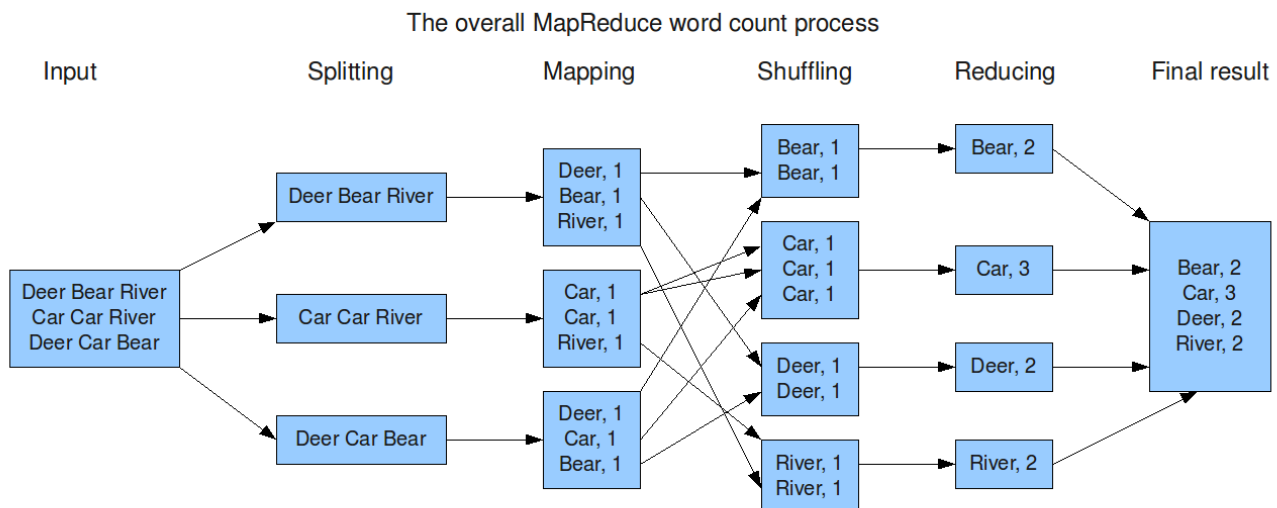 The overall MapReduce word count process
Input
Splitting
Mapping
Shuffling
Reducing
Final result
Deer Bear River
Car Car River
Deer Car Bear
Deer Bear River
Car Car River
Deer Car Bear
Deer, 1
Bear, 1
River, 1
Car, 1
Car, 1
River, 1
Deer, 1
Car, 1
Bear, 1
Bear, 1
Bear, 1
Car, 1
Car, 1
Car, 1
Deer, 1
Deer, 1
River, 1
River, 1
Bear, 2
Car, 3
Deer, 2
River, 2
Bear, 2
Car, 3
Deer, 2
River, 2